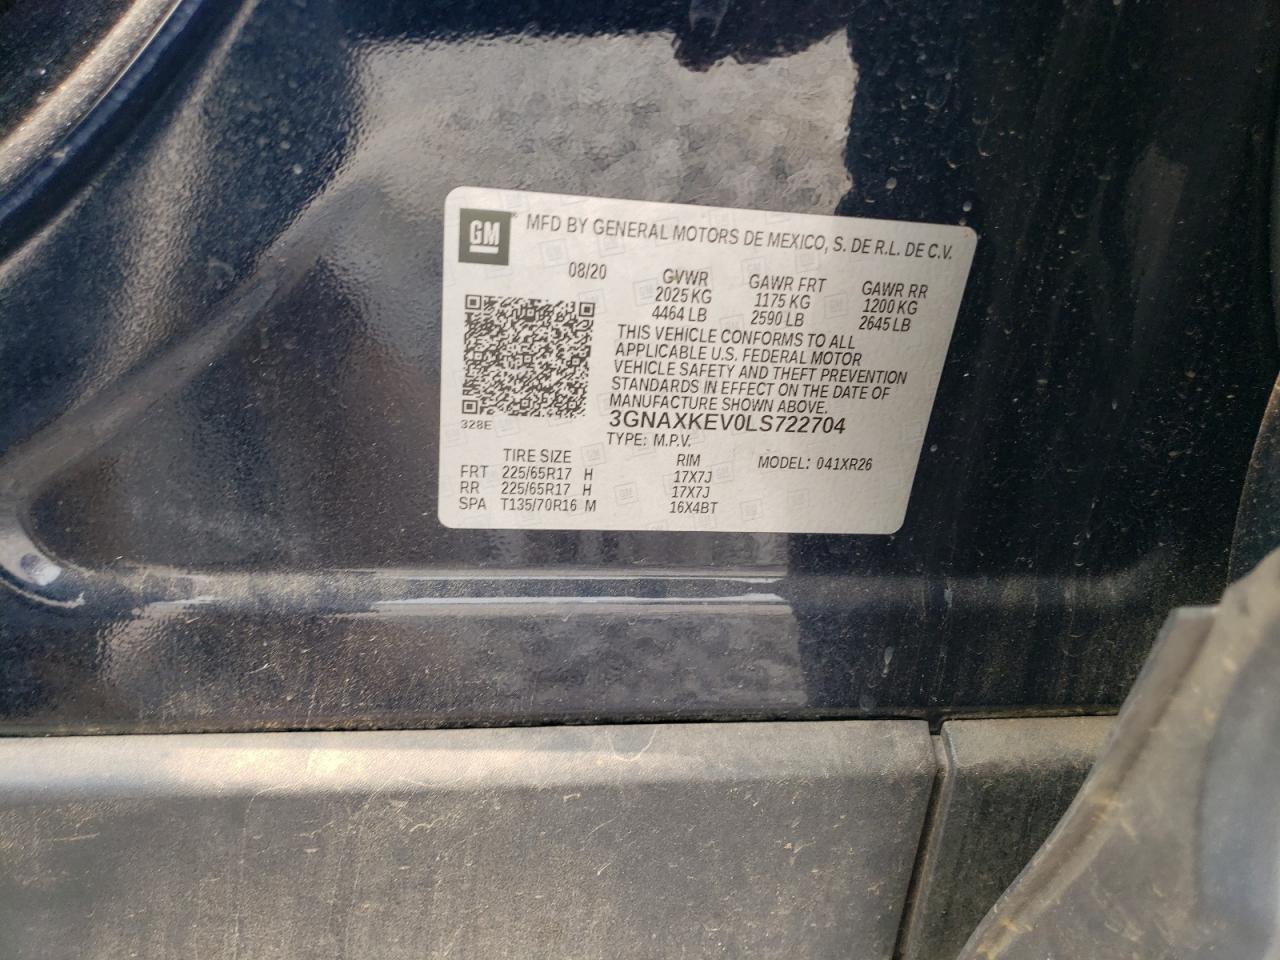 GM
MFD BY GENERAL MOTORS DE MEXICO, S. DE R.L. DE C.V.
08/20 GVWR GAWR FRT GAWR RR
2025 KG 1175 KG 1200 KG
4464 LB 2590 LB 2645 LB
THIS VEHICLE CONFORMS TO ALL
APPLICABLE U.S. FEDERAL MOTOR
VEHICLE SAFETY AND THEFT PREVENTION
STANDARDS IN EFFECT ON THE DATE OF
MANUFACTURE SHOWN ABOVE.
328E
3GNAXKEV0LS722704
TYPE: M.P.V.
TIRE SIZE RIM MODEL: 041XR26
FRT 225/65R17 H 17X7J
RR 225/65R17 H 17X7J
SPA T135/70R16 M 16X4BT